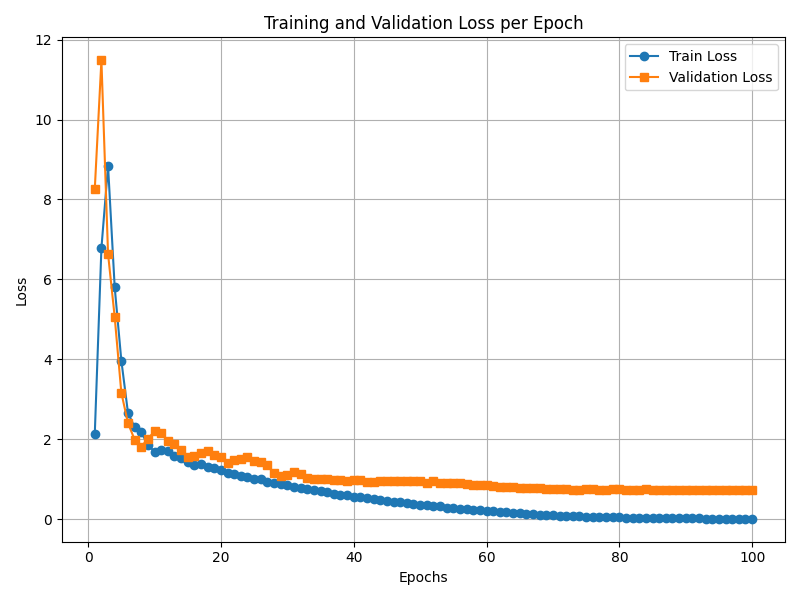 Training and Validation Loss per Epoch
Train Loss
Validation Loss
12
10
8
6
4
2
0
Loss
0 20 40 60 80 100
Epochs